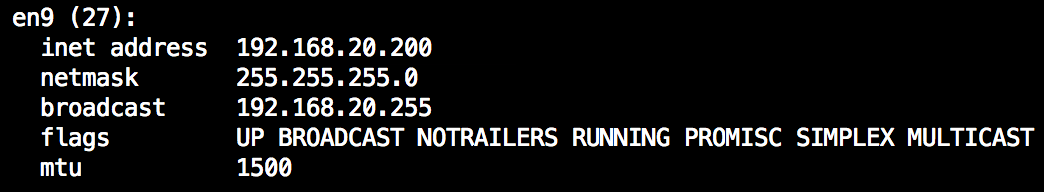 en9 (27):
inet address 192.168.20.200
netmask 255.255.255.0
broadcast 192.168.20.255
flags UP BROADCAST NOTRAILERS RUNNING PROMISC SIMPLEX MULTICAST
mtu 1500